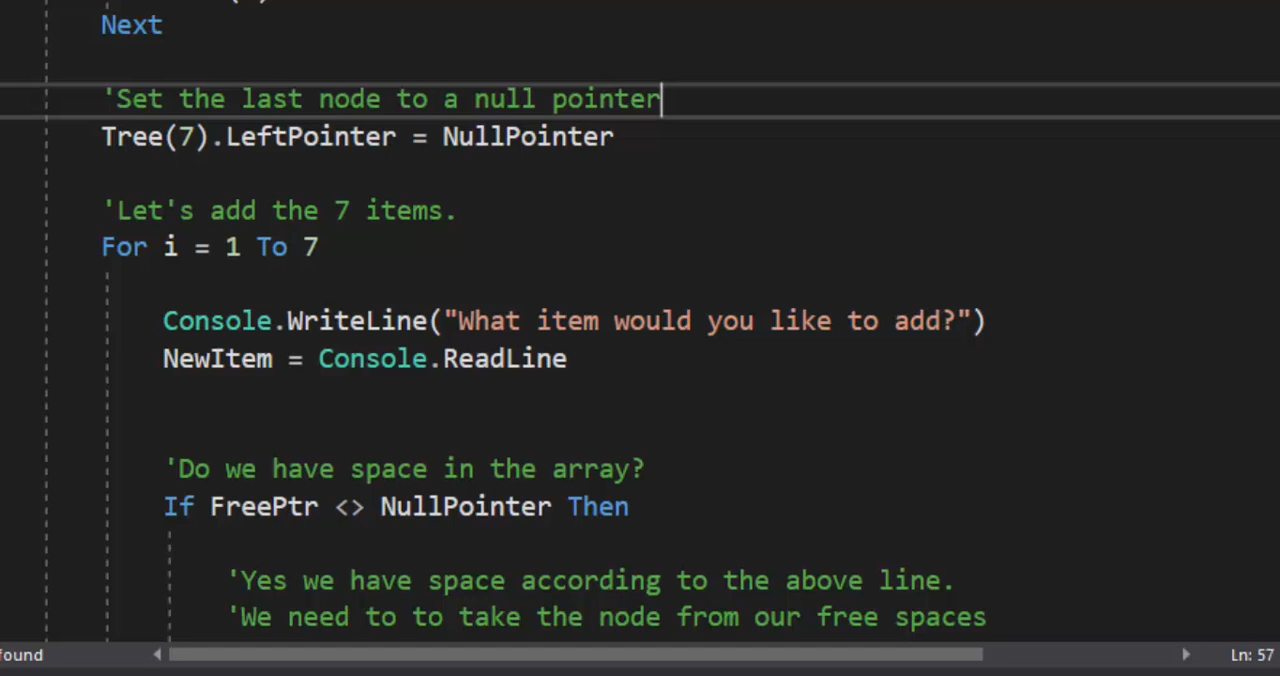 Next
'Set the last node to a null pointer
Tree(7).LeftPointer = NullPointer
'Let's add the 7 items.
For i = 1 To 7
Console.WriteLine("What item would you like to add?")
NewItem = Console.ReadLine
'Do we have space in the array?
If FreePtr <> NullPointer Then
'Yes we have space according to the above line.
'We need to to take the node from our free spaces
found
Ln: 57